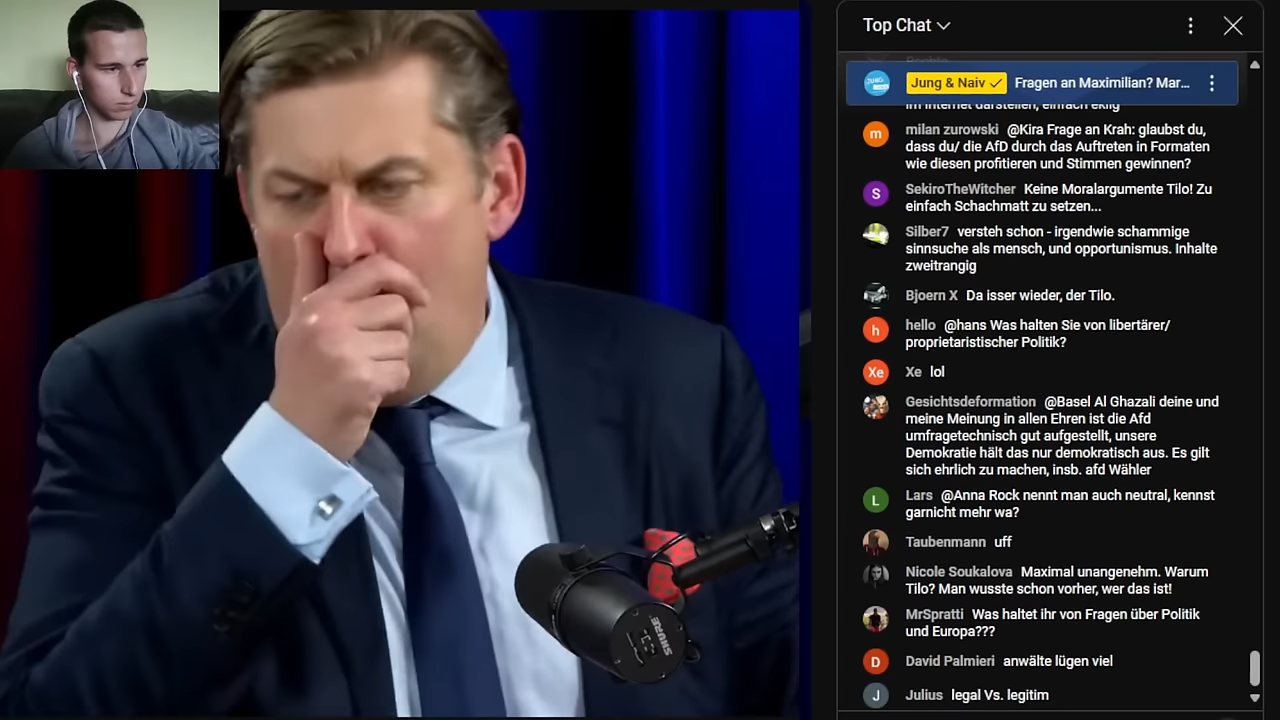 Top Chat
Jung & Naiv Fragen an Maximilian? Mar...
im Internet darstellen, einfach eklig
milan zurowski @Kira Frage an Krah: glaubst du,
dass du/ die AfD durch das Auftreten in Formaten
wie diesen profitieren und Stimmen gewinnen?
SekiroTheWitcher Keine Moralargumente Tilo! Zu
einfach Schachmatt zu setzen...
Silber7 versteh schon - irgendwie schammige
sinnsuche als mensch, und opportunismus. Inhalte
zweitrangig
Bjoern X Da isser wieder, der Tilo.
hello @hans Was halten Sie von libertärer/
proprietaristischer Politik?
Xe lol
Gesichtsdeformation @Basel Al Ghazali deine und
meine Meinung in allen Ehren ist die Afd
umfragetechnisch gut aufgestellt, unsere
Demokratie hält das nur demokratisch aus. Es gilt
sich ehrlich zu machen, insb. afd Wähler
Lars @Anna Rock nennt man auch neutral, kennst
garnicht mehr wa?
Taubenmann uff
Nicole Soukalova Maximal unangenehm. Warum
Tilo? Man wusste schon vorher, wer das ist!
MrSpratti Was haltet ihr von Fragen über Politik
und Europa???
David Palmieri anwälte lügen viel
Julius legal Vs. legitim
SHURE